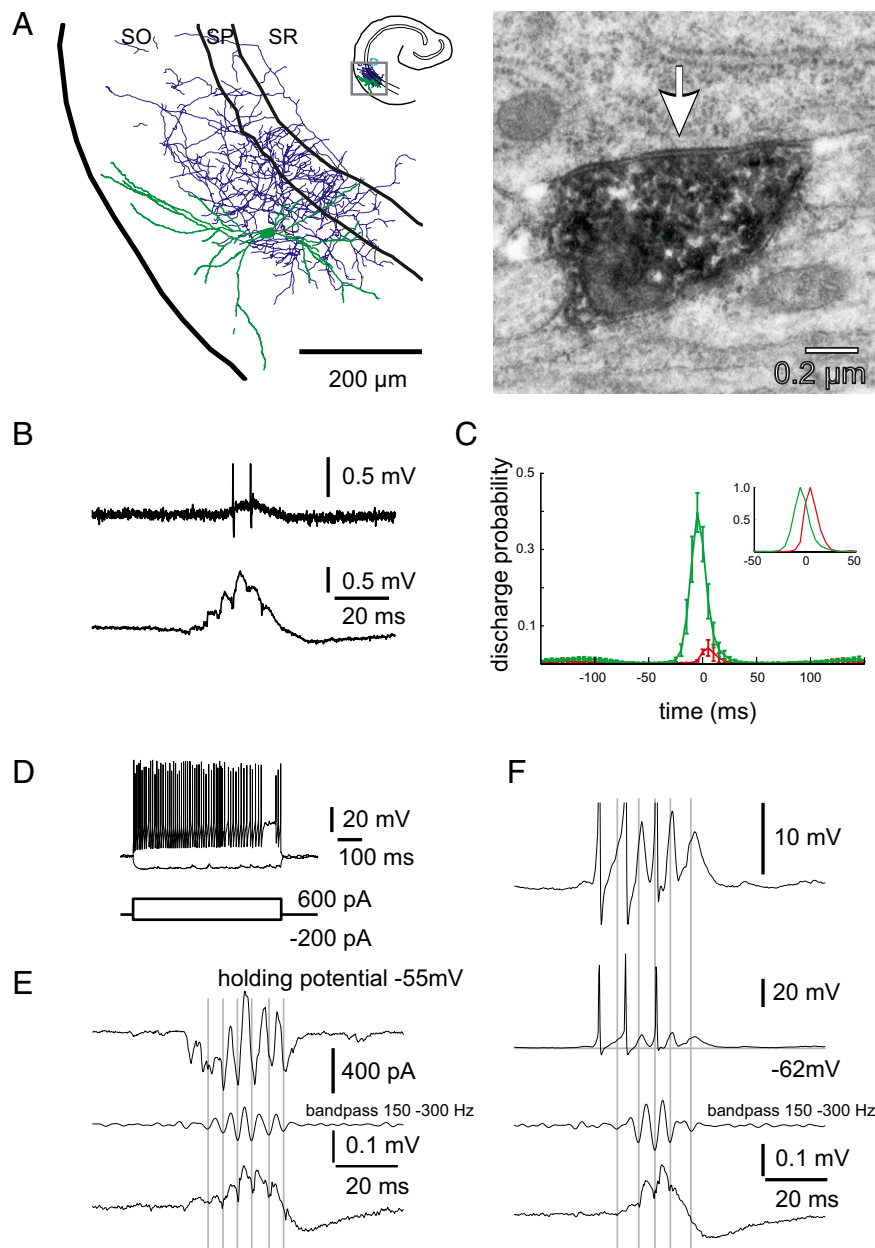 A
SO SP SR
200 µm
0.2 µm
B
0.5 mV
0.5 mV
20 ms
C
discharge probability
0.5
0.3
0.1
-100 -50 0 50 100
time (ms)
1.0
0.5
-50 0 50
D
20 mV
100 ms
600 pA
-200 pA
E
holding potential -55mV
400 pA
bandpass 150 -300 Hz
0.1 mV
20 ms
F
10 mV
20 mV
-62mV
bandpass 150 -300 Hz
0.1 mV
20 ms